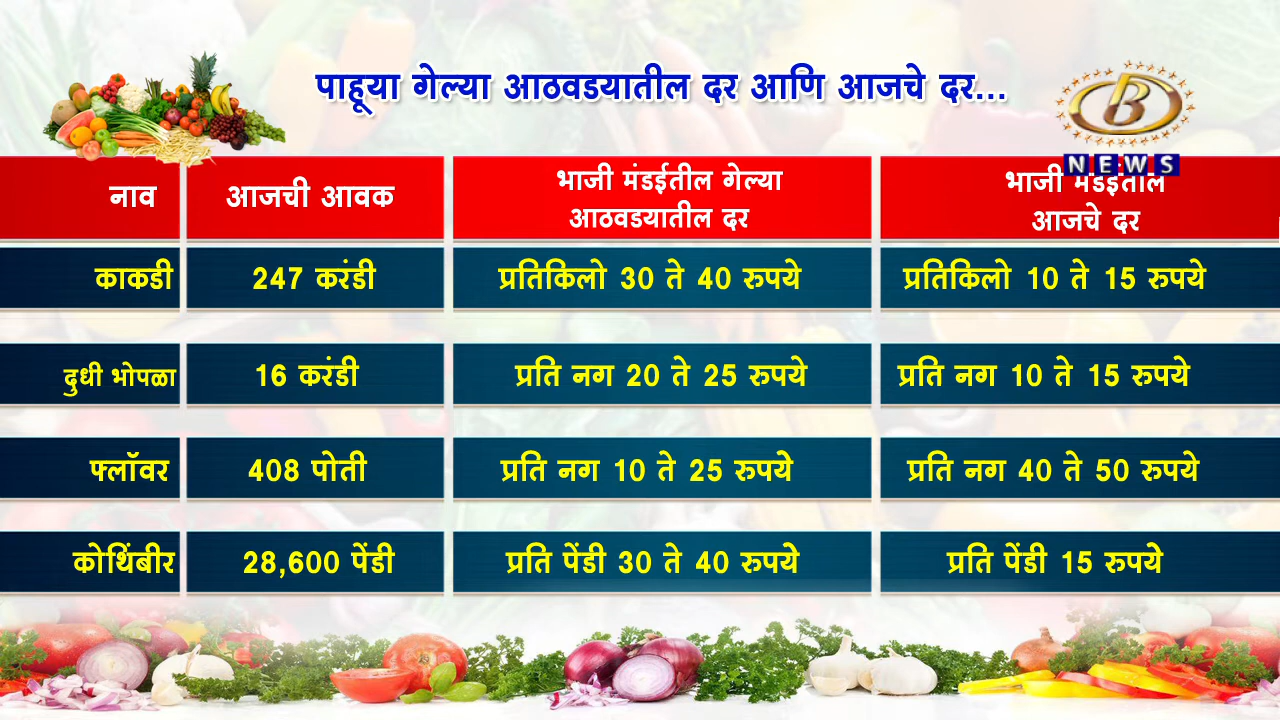 पाहूया गेल्या आठवडयातील दर आणि आजचे दर...
B
NEWS
नाव
आजची आवक
भाजी मंडईतील गेल्या
आठवडयातील दर
भाजी मंडईतील
आजचे दर
काकडी
247 करंडी
प्रतिकिलो 30 ते 40 रुपये
प्रतिकिलो 10 ते 15 रुपये
दुधी भोपळा
16 करंडी
प्रति नग 20 ते 25 रुपये
प्रति नग 10 ते 15 रुपये
फ्लॉवर
408 पोती
प्रति नग 10 ते 25 रुपये
प्रति नग 40 ते 50 रुपये
कोथिंबीर
28,600 पेंडी
प्रति पेंडी 30 ते 40 रुपये
प्रति पेंडी 15 रुपये